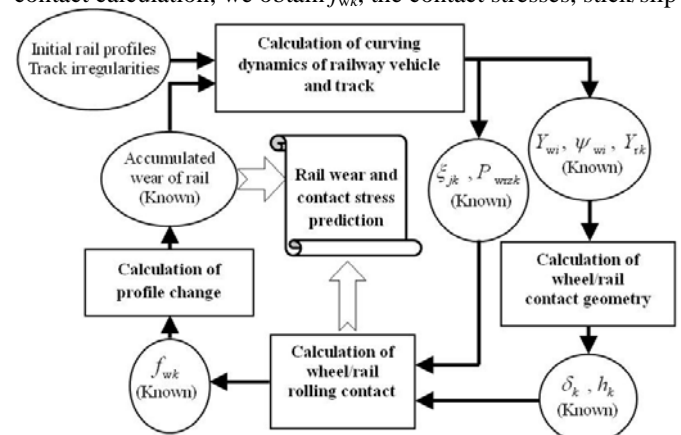 contact calculation, we obtain f_wk, the contact stresses, stick/slip
Initial rail profiles
Track irregularities
Calculation of curving
dynamics of railway vehicle
and track
Accumulated
wear of rail
(Known)
Rail wear and
contact stress
prediction
ξ_jk , P_wrzk
(Known)
Y_wi, ψ_wi, Y_rk
(Known)
Calculation of
profile change
Calculation of
wheel/rail
contact geometry
f_wk
(Known)
Calculation of
wheel/rail
rolling contact
δ_k , h_k
(Known)